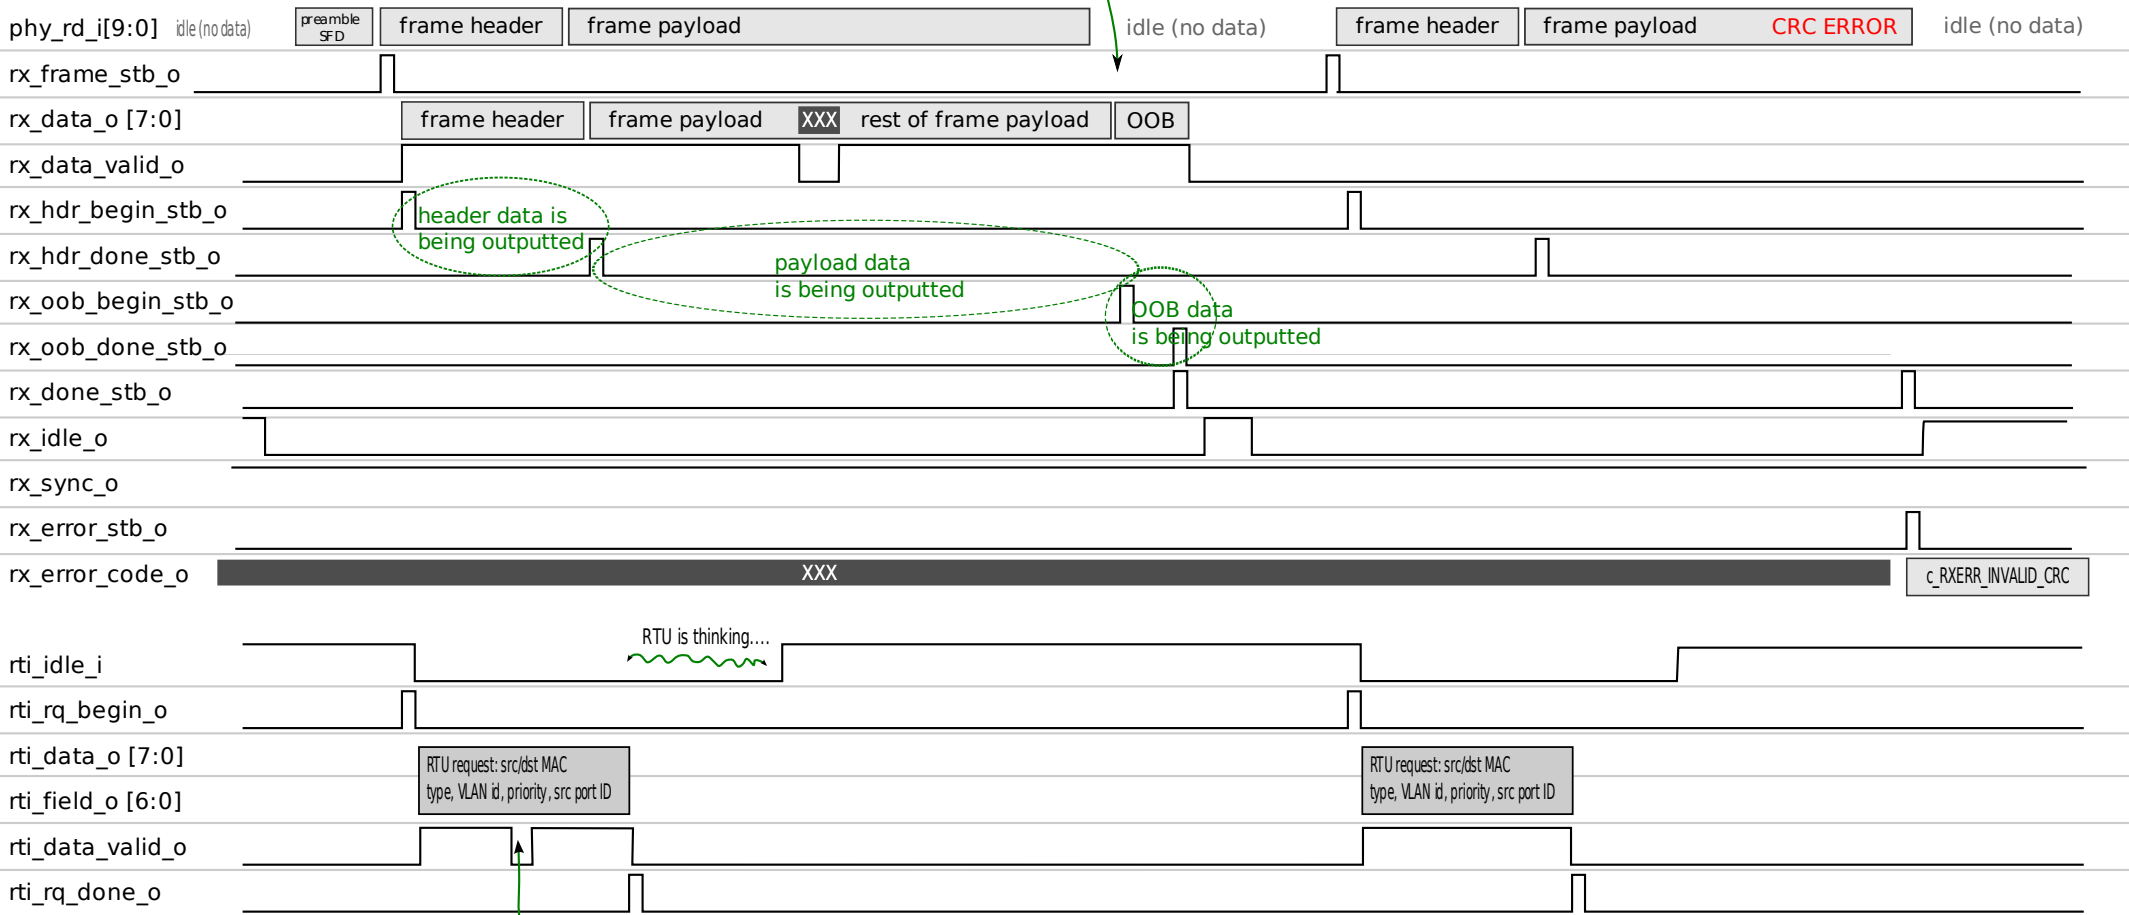 phy_rd_i[9:0] idle (no data) preamble SFD frame header frame payload idle (no data) frame header frame payload CRC ERROR idle (no data)
rx_frame_stb_o
rx_data_o [7:0] frame header frame payload XXX rest of frame payload OOB
rx_data_valid_o
rx_hdr_begin_stb_o
header data is
being outputted
rx_hdr_done_stb_o
payload data
is being outputted
rx_oob_begin_stb_o
OOB data
is being outputted
rx_oob_done_stb_o
rx_done_stb_o
rx_idle_o
rx_sync_o
rx_error_stb_o
rx_error_code_o XXX c_RXERR_INVALID_CRC
RTU is thinking....
rti_idle_i
rti_rq_begin_o
rti_data_o [7:0]
RTU request: src/dst MAC
type, VLAN id, priority, src port ID
RTU request: src/dst MAC
type, VLAN id, priority, src port ID
rti_field_o [6:0]
rti_data_valid_o
rti_rq_done_o